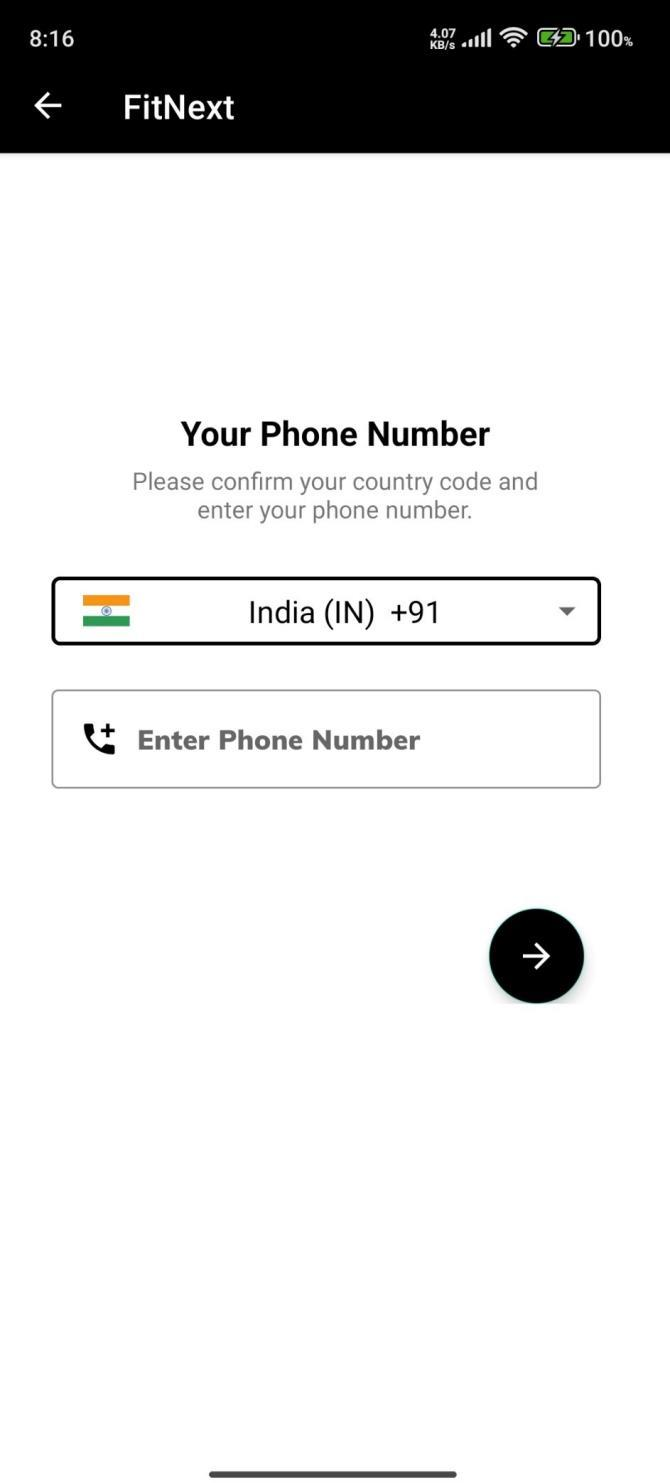 8:16
4.07
KB/s
100%
FitNext
Your Phone Number
Please confirm your country code and
enter your phone number.
India (IN) +91
Enter Phone Number